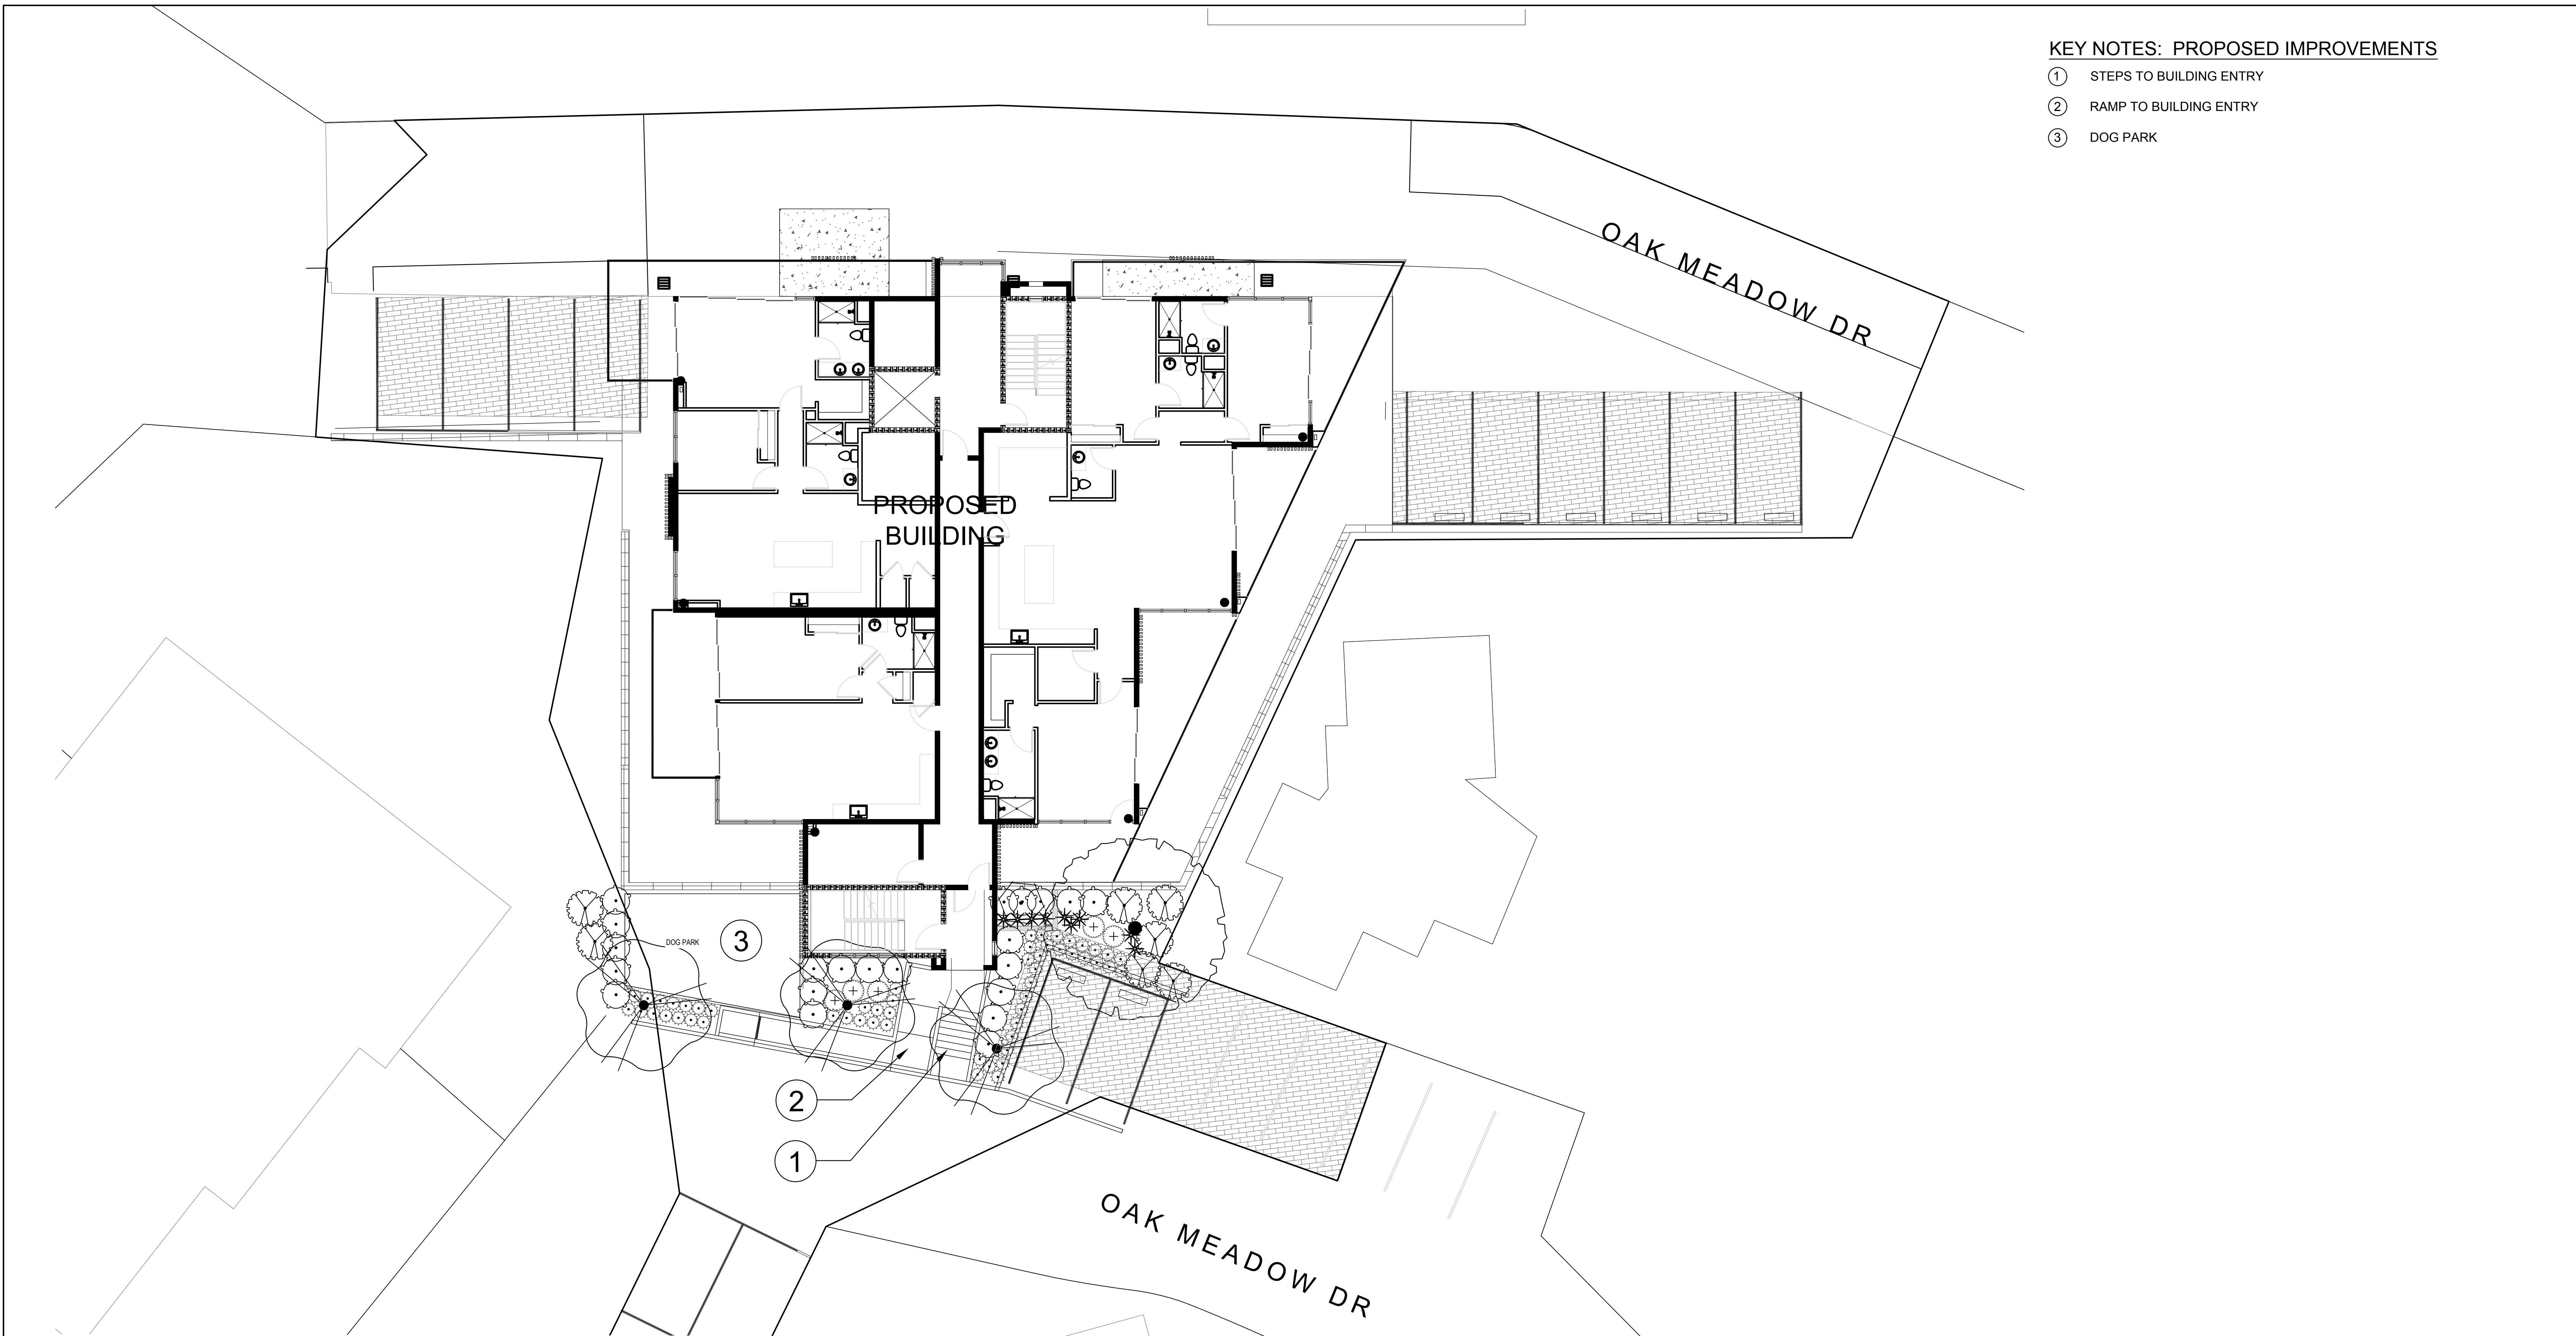 KEY NOTES: PROPOSED IMPROVEMENTS
1 STEPS TO BUILDING ENTRY
2 RAMP TO BUILDING ENTRY
3 DOG PARK
OAK MEADOW DR
PROPOSED
BUILDING
3
DOG PARK
2
1
OAK MEADOW DR